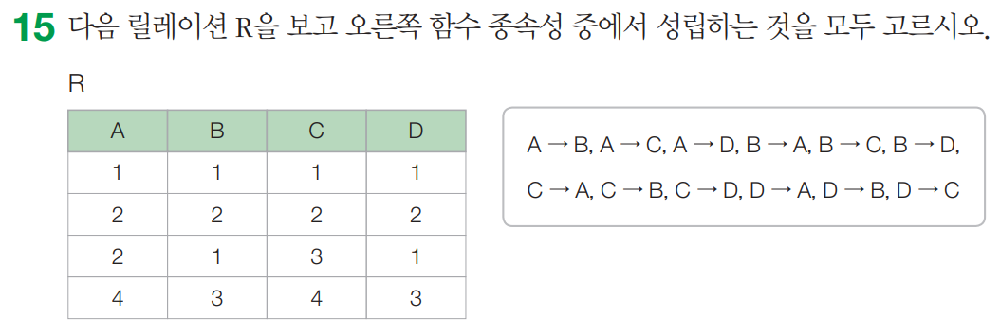 15 다음 릴레이션 R을 보고 오른쪽 함수 종속성 중에서 성립하는 것을 모두 고르시오.
R
A B C D
1 1 1 1
2 2 2 2
2 1 3 1
4 3 4 3
A → B, A → C, A → D, B → A, B → C, B → D,
C → A, C → B, C → D, D → A, D → B, D → C